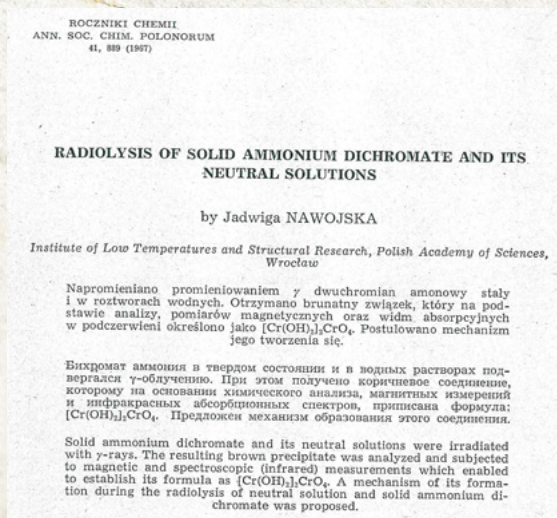 ROCZNIKI CHEMII
ANN. SOC. CHIM. POLONORUM
41, 889 (1967)
RADIOLYSIS OF SOLID AMMONIUM DICHROMATE AND ITS
NEUTRAL SOLUTIONS
by Jadwiga NAWOJSKA
Institute of Low Temperatures and Structural Research, Polish Academy of Sciences,
Wrocław
Napromieniano promieniowaniem γ dwuchromian amonowy stały
i w roztworach wodnych. Otrzymano brunatny związek, który na pod-
stawie analizy, pomiarów magnetycznych oraz widm absorpcyjnych
w podczerwieni określono jako [Cr(OH)₂]₂CrO₄. Postulowano mechanizm
jego tworzenia się.
Бихромат аммония в твердом состоянии и в водных растворах под-
вергался γ-облучению. При этом получено коричневое соединение,
которому на основании химического анализа, магнитных измерений
и инфракрасных абсорбционных спектров, приписана формула:
[Cr(OH)₂]₂CrO₄. Предложен механизм образования этого соединения.
Solid ammonium dichromate and its neutral solutions were irradiated
with γ-rays. The resulting brown precipitate was analyzed and subjected
to magnetic and spectroscopic (infrared) measurements which enabled
to establish its formula as [Cr(OH)₂]₂CrO₄. A mechanism of its forma-
tion during the radiolysis of neutral solution and solid ammonium di-
chromate was proposed.